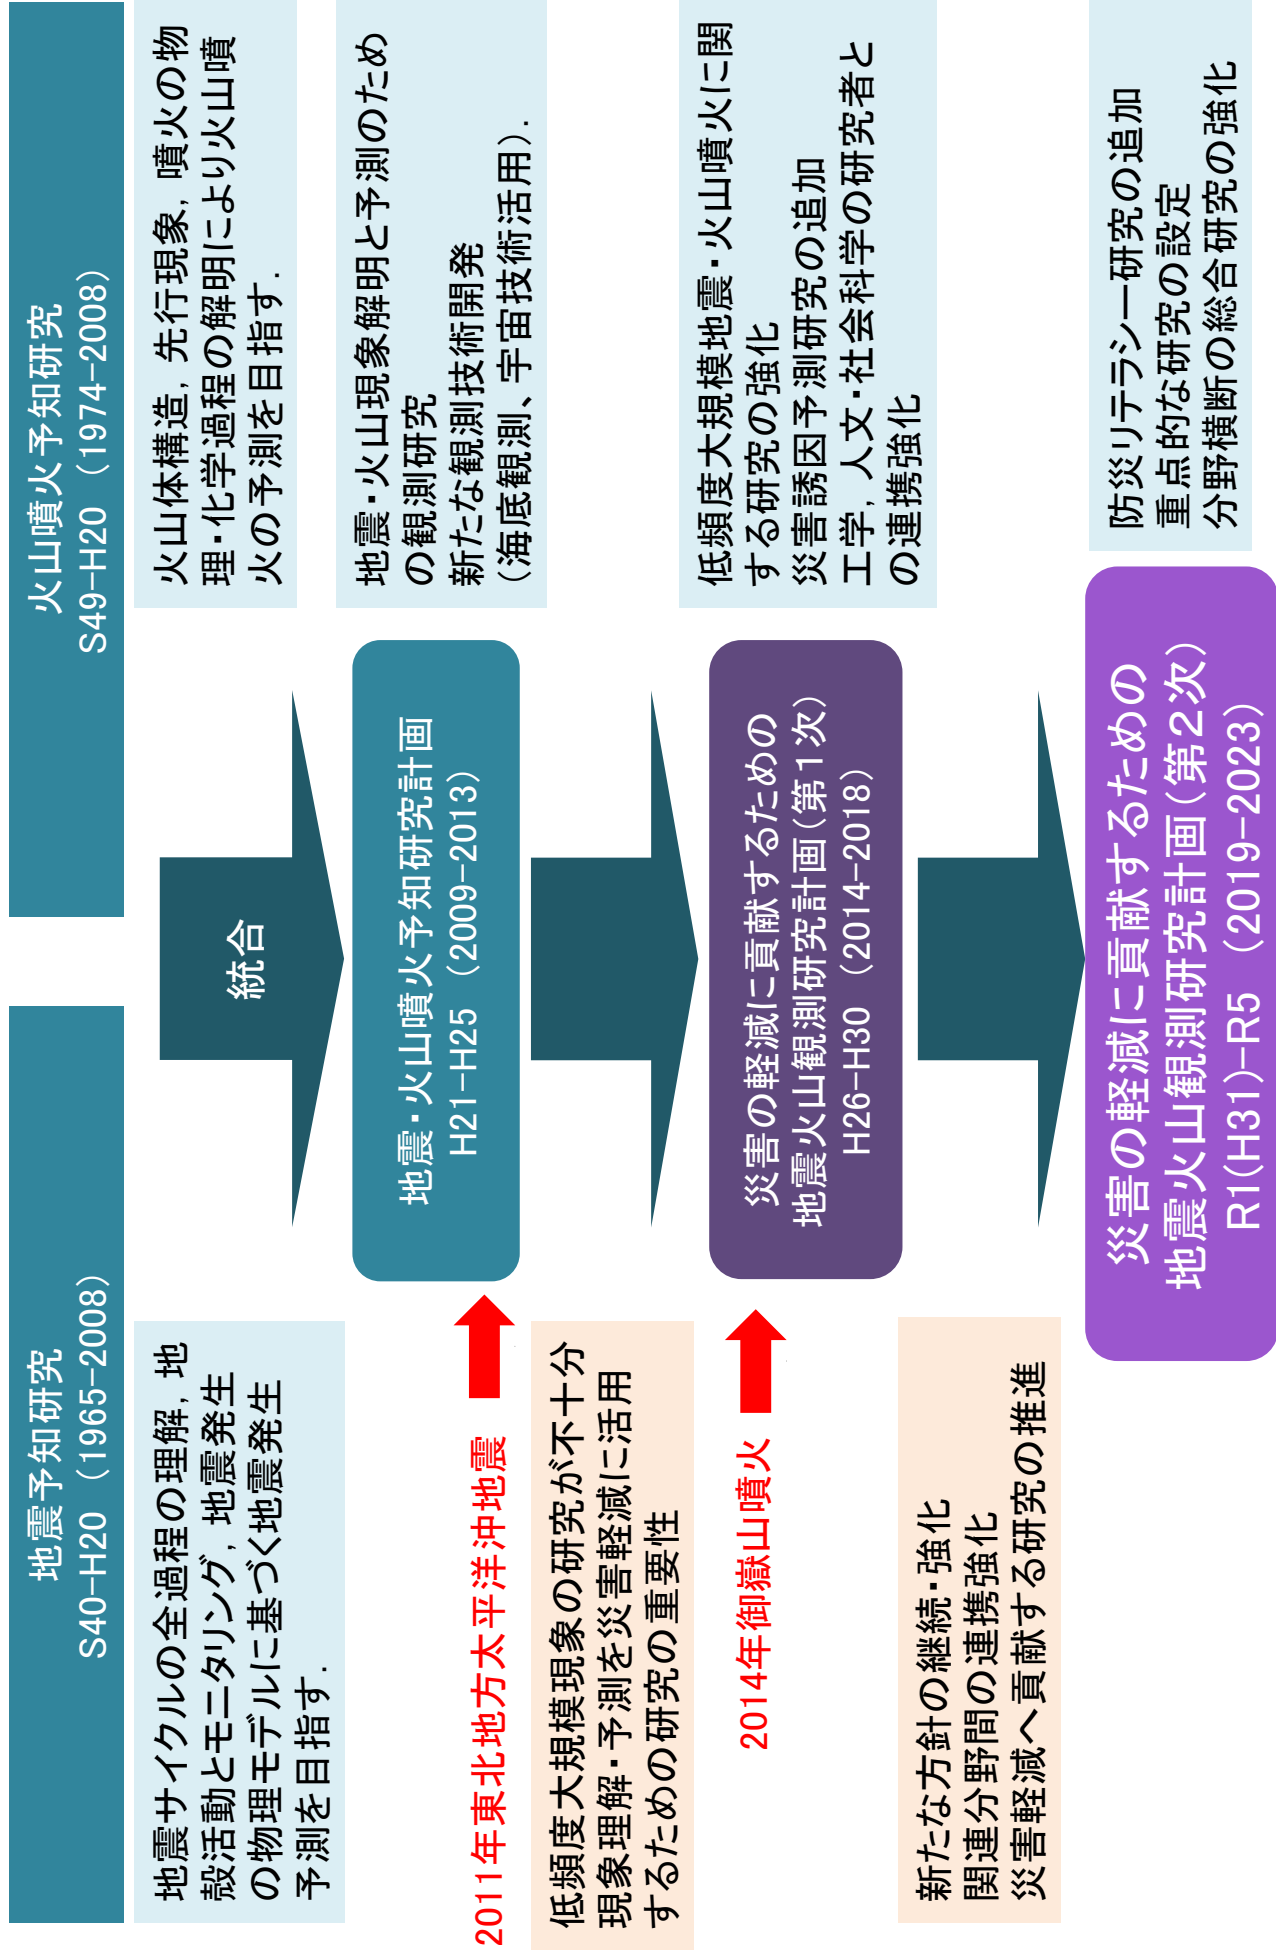 地震予知研究
S40-H20 (1965-2008)
火山噴火予知研究
S49-H20 (1974-2008)
地震サイクルの全過程の理解, 地
殻活動とモニタリング, 地震発生
の物理モデルに基づく地震発生
予測を目指す.
統合
火山体構造, 先行現象, 噴火の物
理・化学過程の解明により火山噴
火の予測を目指す.
地震・火山噴火予知研究計画
H21-H25 (2009-2013)
地震・火山現象解明と予測のため
の観測研究
新たな観測技術開発
(海底観測、宇宙技術活用).
2011年東北地方太平洋沖地震
低頻度大規模現象の研究が不十分
現象理解・予測を災害軽減に活用
するための研究の重要性
災害の軽減に貢献するための
地震火山観測研究計画(第1次)
H26-H30 (2014-2018)
低頻度大規模地震・火山噴火に関
する研究の強化
災害誘因予測研究の追加
工学, 人文・社会科学の研究者と
の連携強化
2014年御嶽山噴火
新たな方針の継続・強化
関連分野間の連携強化
災害軽減へ貢献する研究の推進
災害の軽減に貢献するための
地震火山観測研究計画(第2次)
R1(H31)-R5 (2019-2023)
防災リテラシー研究の追加
重点的な研究の設定
分野横断の総合研究の強化